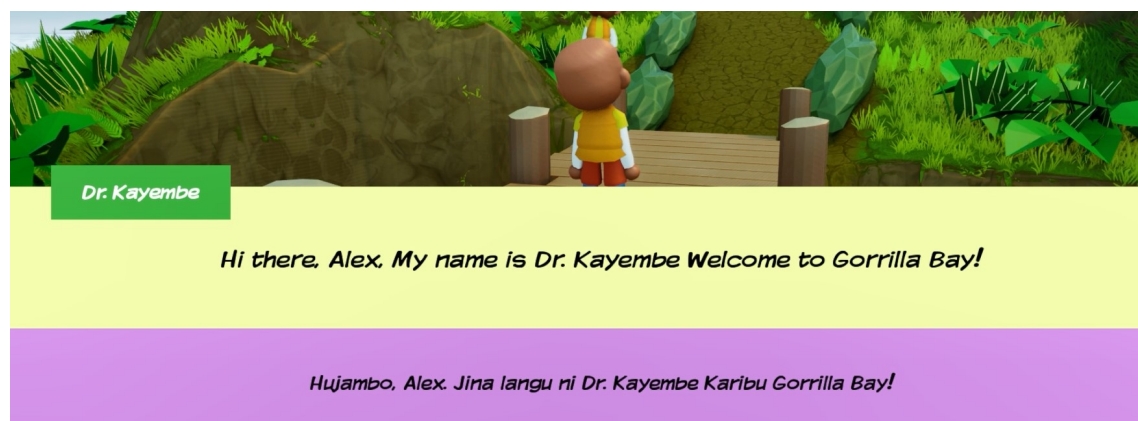 Dr. Kayembe
Hi there, Alex, My name is Dr. Kayembe Welcome to Gorrilla Bay!
Hujambo, Alex. Jina langu ni Dr. Kayembe Karibu Gorrilla Bay!